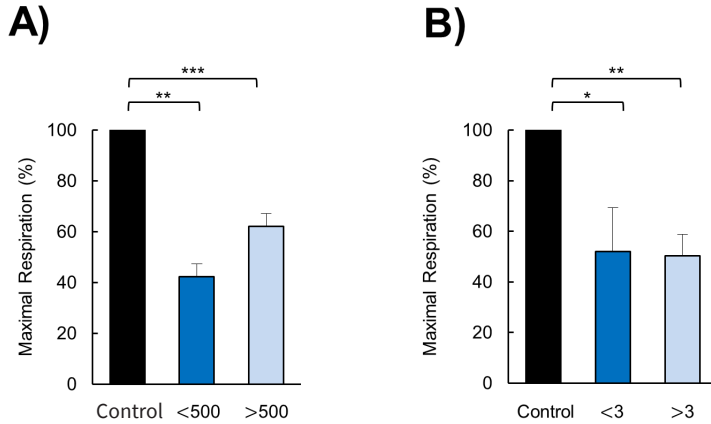 A)
***
**
Maximal Respiration (%)
100
80
60
40
20
0
Control <500 >500
B)
**
*
Maximal Respiration (%)
100
80
60
40
20
0
Control <3 >3